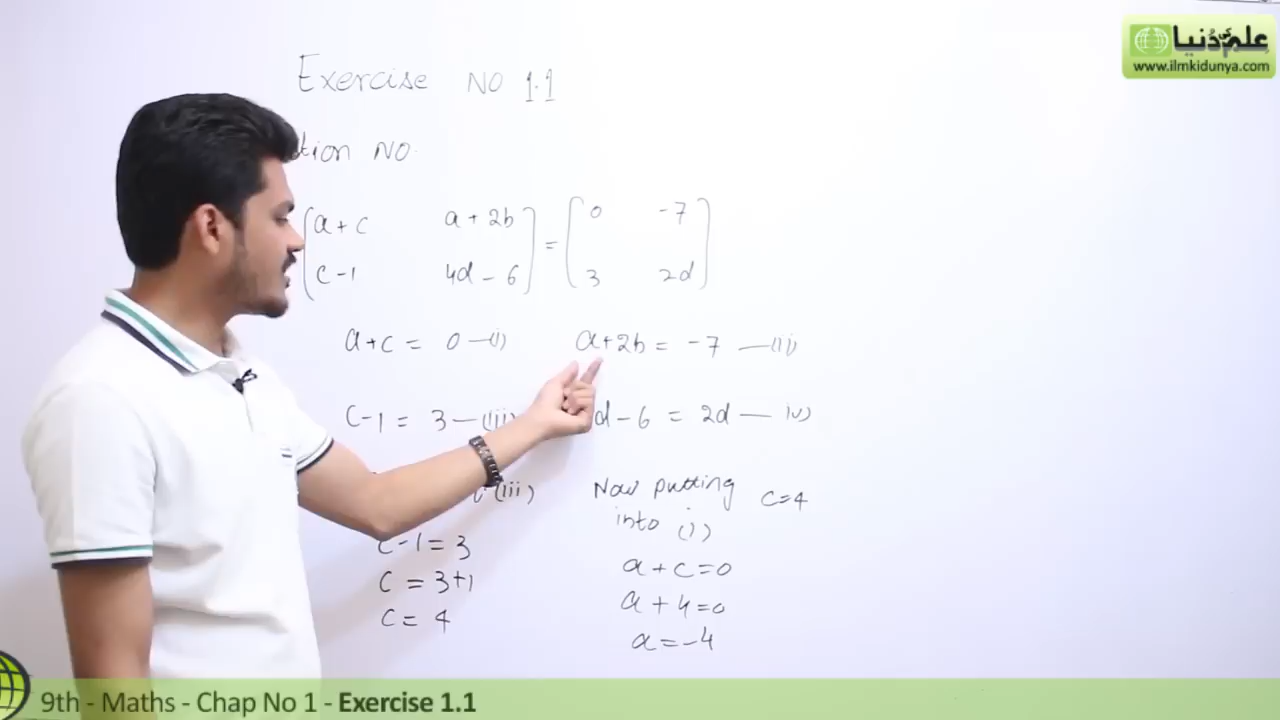 علم کی دنیا
www.ilmkidunya.com
Exercise NO 1.1
tion NO.
a+c a+2b = 0 -7
c-1 4d-6 3 2d
a+c = 0 —(i) a+2b = -7 —(ii)
c-1 = 3 —(iii) d-6 = 2d — iv)
(iii)
c-1=3
c = 3+1
c = 4
Now putting c=4
into (i)
a+c=0
a+4=0
a=-4
9th - Maths - Chap No 1 - Exercise 1.1